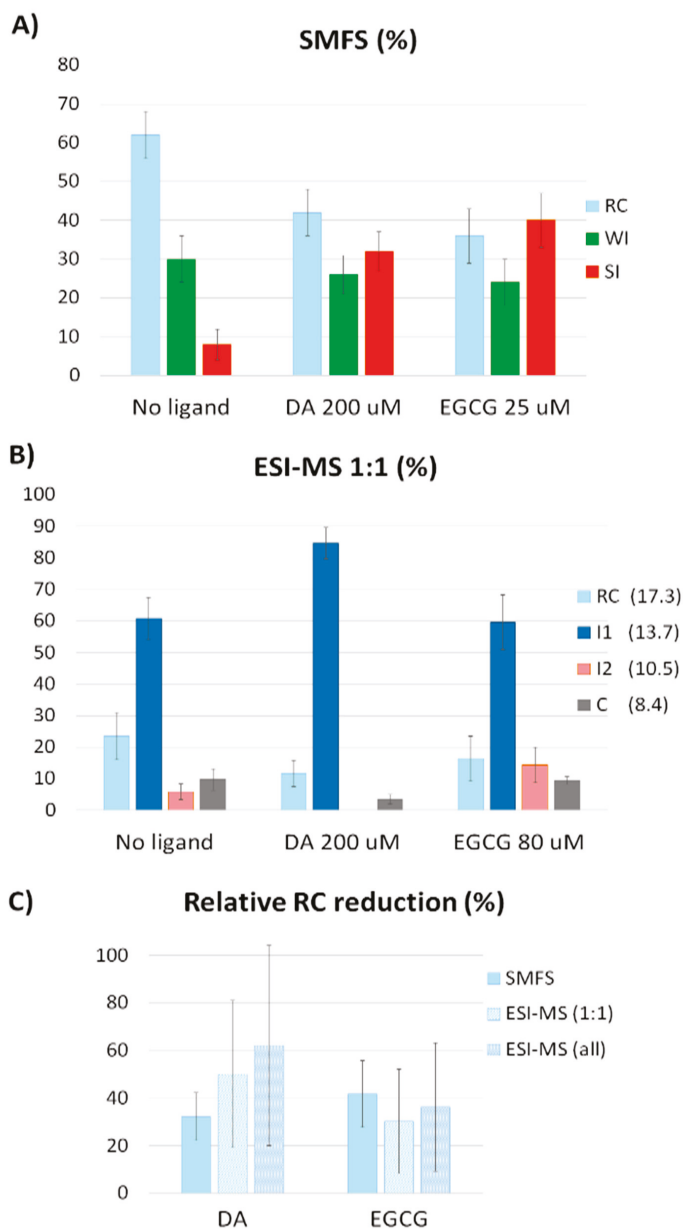 A)
SMFS (%)
80
70
60
50
40
30
20
10
0
RC
WI
SI
No ligand DA 200 uM EGCG 25 uM
B)
ESI-MS 1:1 (%)
100
90
80
70
60
50
40
30
20
10
0
RC (17.3)
I1 (13.7)
I2 (10.5)
C (8.4)
No ligand DA 200 uM EGCG 80 uM
C)
Relative RC reduction (%)
100
80
60
40
20
0
SMFS
ESI-MS (1:1)
ESI-MS (all)
DA EGCG